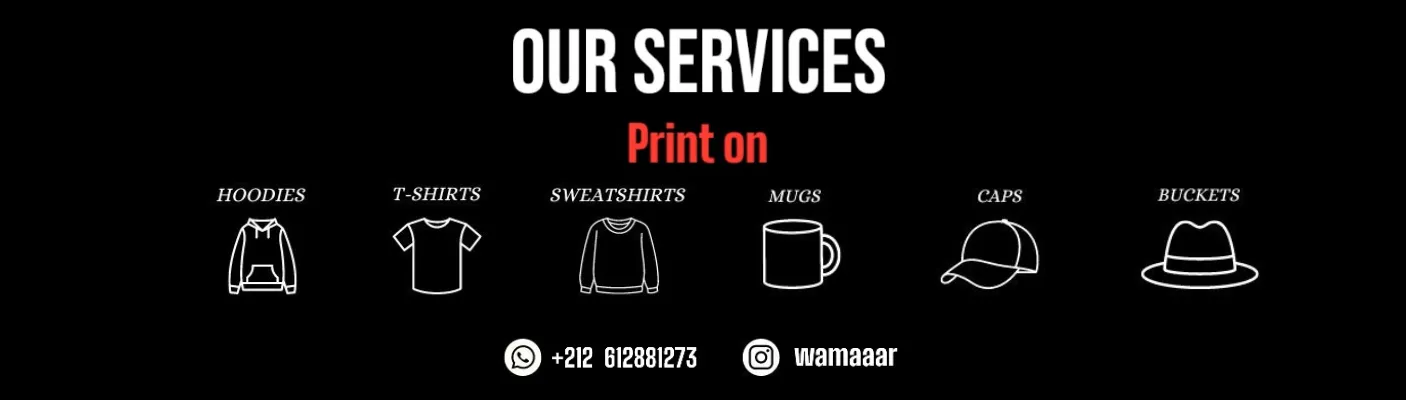 OUR SERVICES
Print on
HOODIES T-SHIRTS SWEATSHIRTS MUGS CAPS BUCKETS
+212 612881273 wamaaar